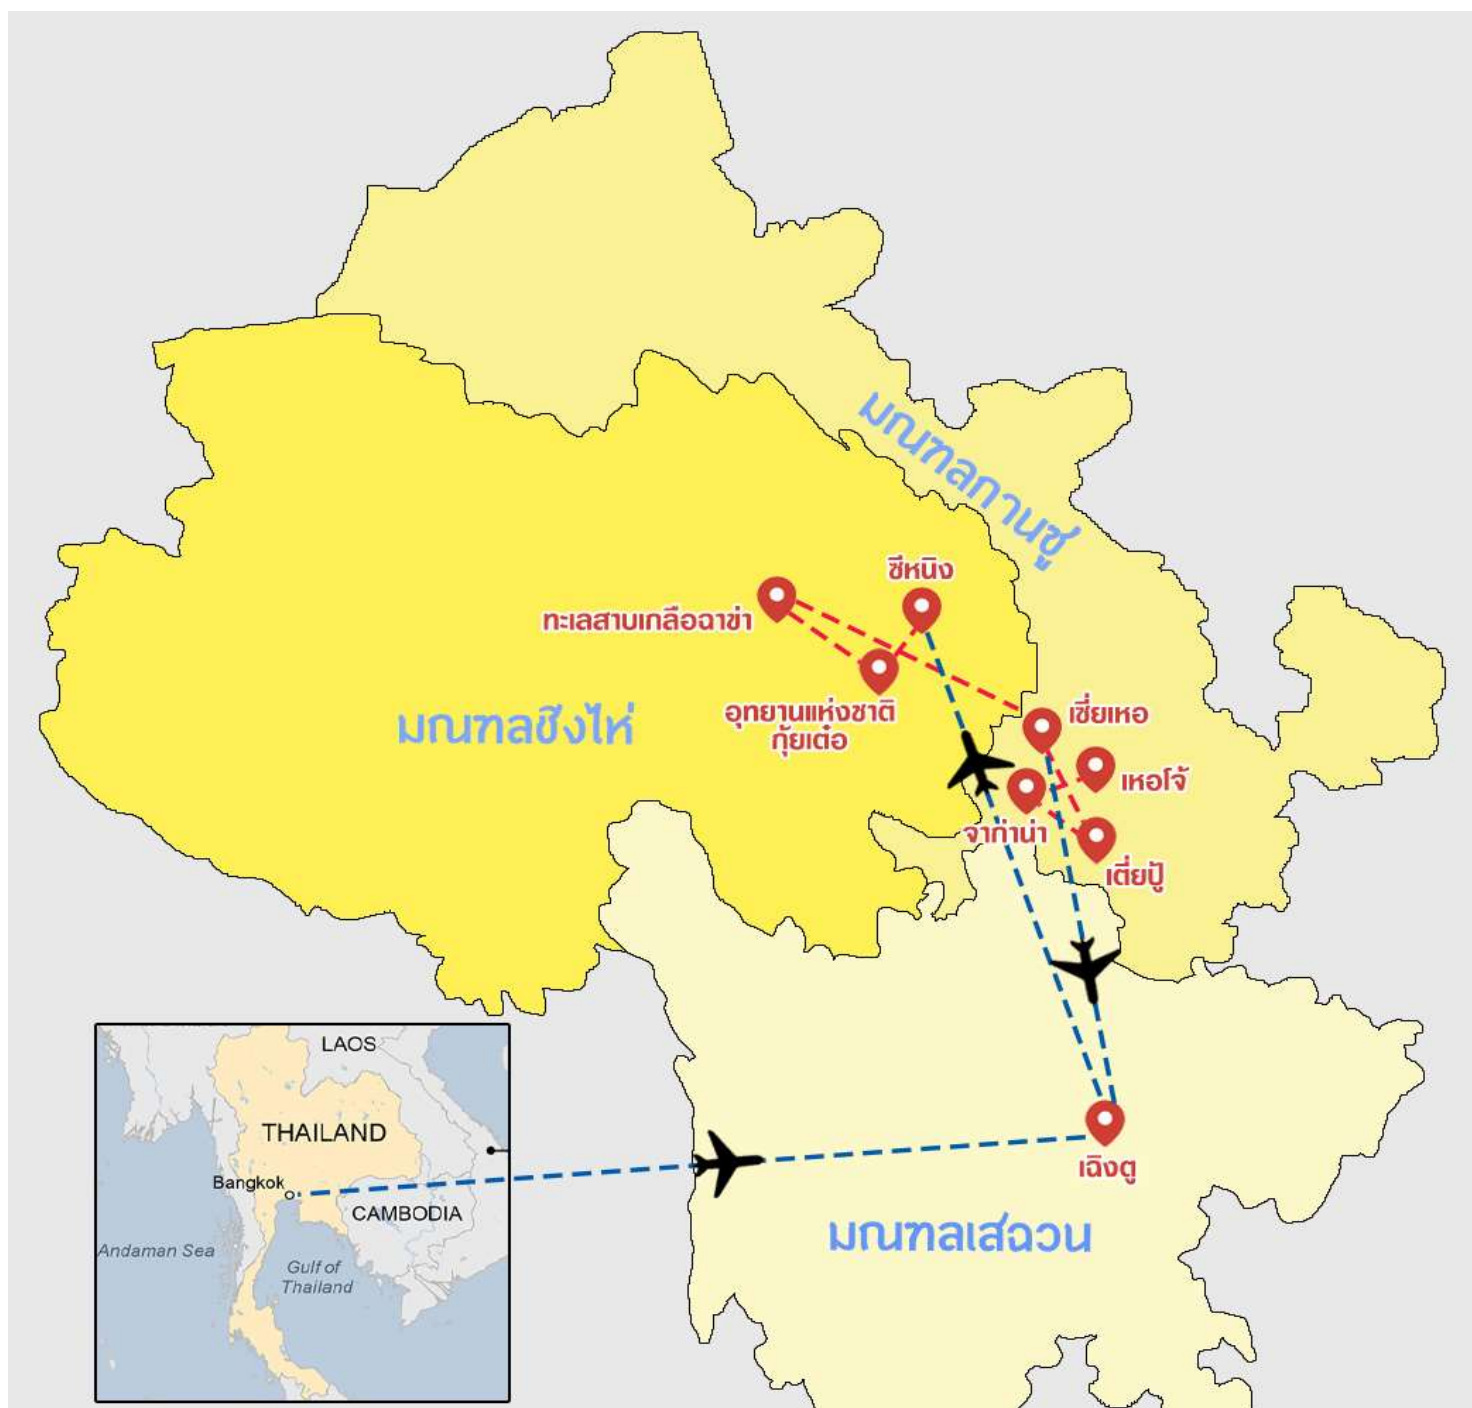 มณฑลกานซู
ซีหนิง
ทะเลสาบเกลือฉาข่า
อุทยานแห่งชาติ
กุ้ยเต๋อ
มณฑลชิงไห่
เซี่ยเหอ
เหอโจ้
จาก่าน่า
เตี่ยปู้
LAOS
THAILAND
Bangkok
CAMBODIA
Andaman Sea
Gulf of
Thailand
เฉิงตู
มณฑลเสฉวน